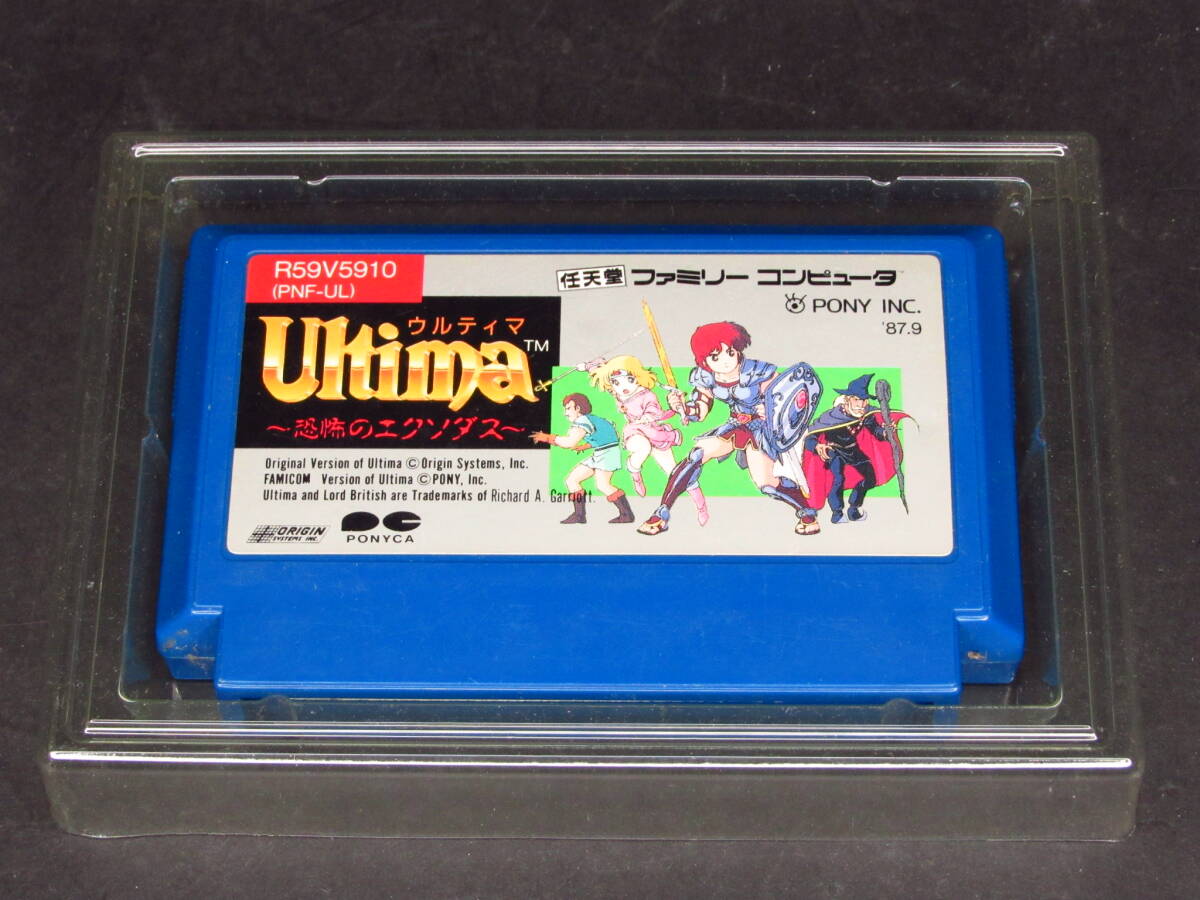 R59V5910
(PNF-UL)
任天堂 ファミリー コンピュータ™
PONY INC.
'87.9
ウルティマ
Ultima™
～恐怖のエクソダス～
Original Version of Ultima ©Origin Systems, Inc.
FAMICOM Version of Ultima ©PONY, Inc.
Ultima and Lord British are Trademarks of Richard A. Garriott.
ORIGIN
SYSTEMS INC.
PC
PONYCA